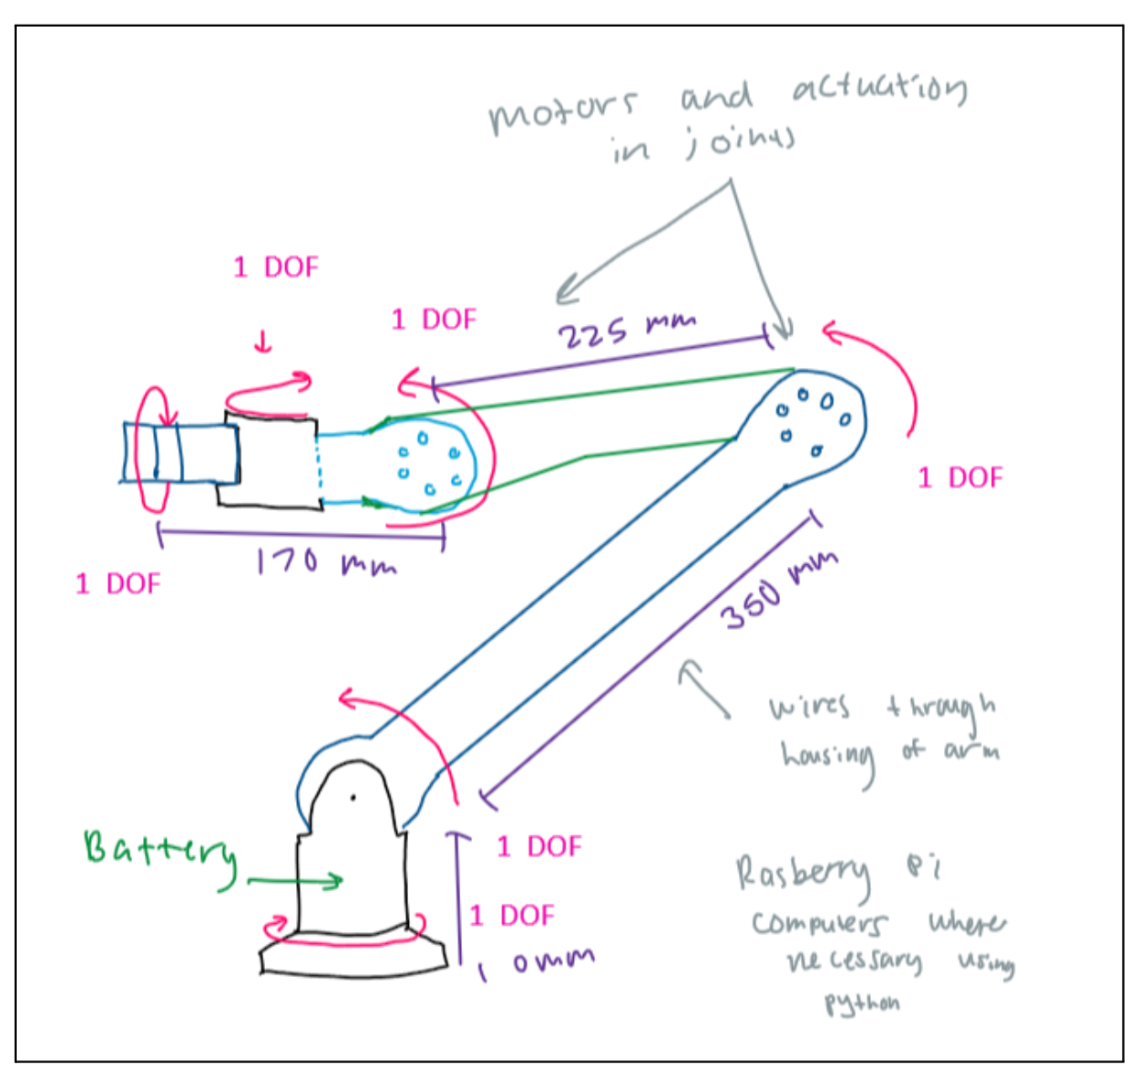 motors and actuation
in joints
1 DOF
1 DOF
225 mm
1 DOF
170 mm
1 DOF
350 mm
wires through
housing of arm
Battery
1 DOF
1 DOF
Rasberry Pi
computers where
necessary using
python